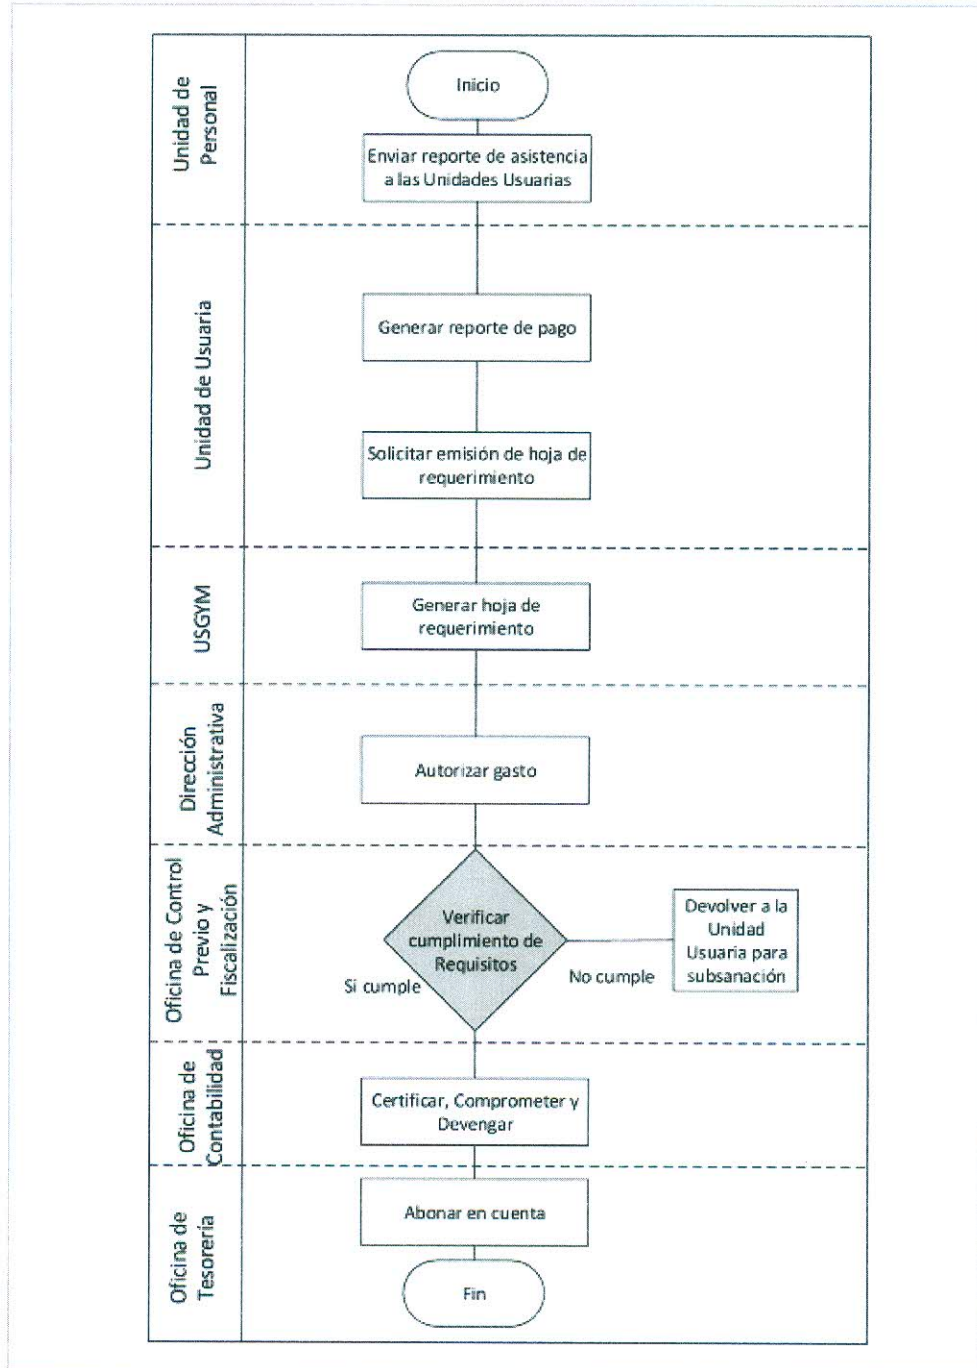 Unidad de
Personal
Inicio
Enviar reporte de asistencia
a las Unidades Usuarias
Unidad de Usuaria
Generar reporte de pago
Solicitar emisión de hoja de
requerimiento
USGYM
Generar hoja de
requerimiento
Dirección
Administrativa
Autorizar gasto
Oficina de Control
Previo y
Fiscalización
Verificar
cumplimiento de
Requisitos
Si cumple
No cumple
Devolver a la
Unidad
Usuaria para
subsanación
Oficina de
Contabilidad
Certificar, Comprometer y
Devengar
Oficina de
Tesorería
Abonar en cuenta
Fin